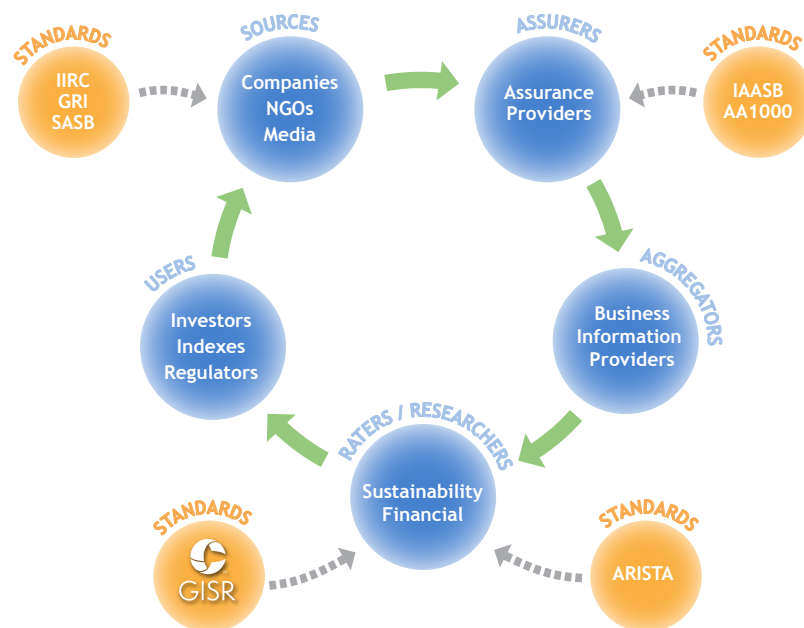 STANDARDS
IIRC
GRI
SASB
SOURCES
Companies
NGOs
Media
ASSURERS
Assurance
Providers
STANDARDS
IAASB
AA1000
AGGREGATORS
Business
Information
Providers
USERS
Investors
Indexes
Regulators
RATERS / RESEARCHERS
Sustainability
Financial
STANDARDS
GISR
STANDARDS
ARISTA